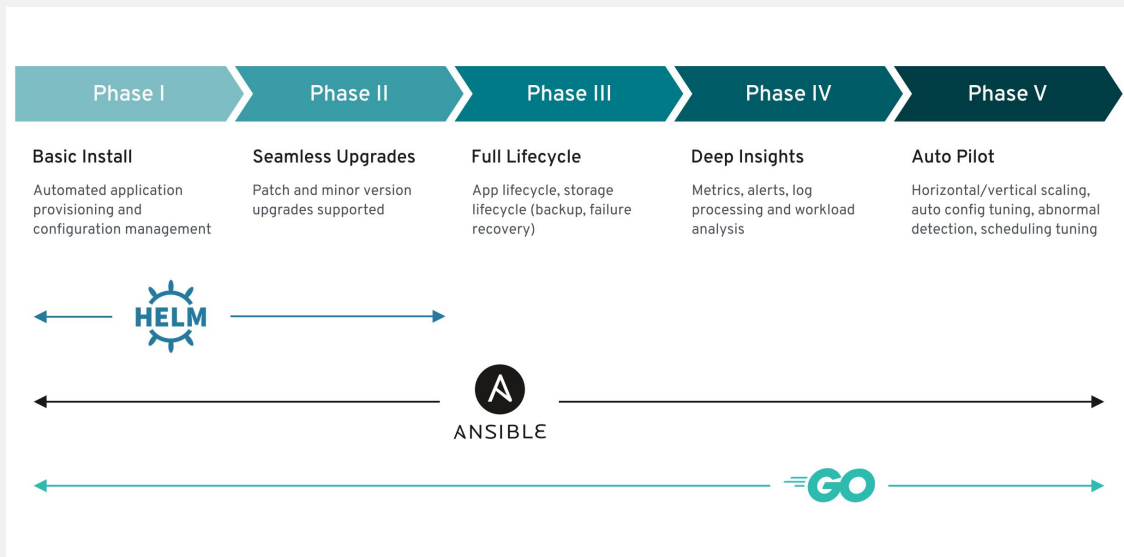 Phase I
Phase II
Phase III
Phase IV
Phase V
Basic Install
Automated application
provisioning and
configuration management
Seamless Upgrades
Patch and minor version
upgrades supported
Full Lifecycle
App lifecycle, storage
lifecycle (backup, failure
recovery)
Deep Insights
Metrics, alerts, log
processing and workload
analysis
Auto Pilot
Horizontal/vertical scaling,
auto config tuning, abnormal
detection, scheduling tuning
HELM
A
ANSIBLE
GO